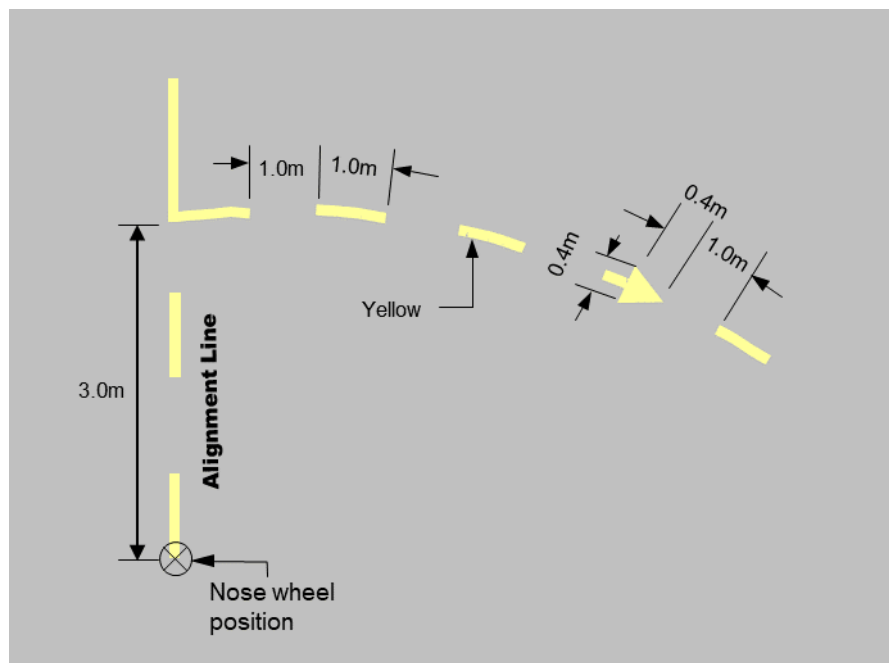 1.0m
1.0m
0.4m
0.4m
1.0m
Yellow
3.0m
Alignment Line
Nose wheel
position